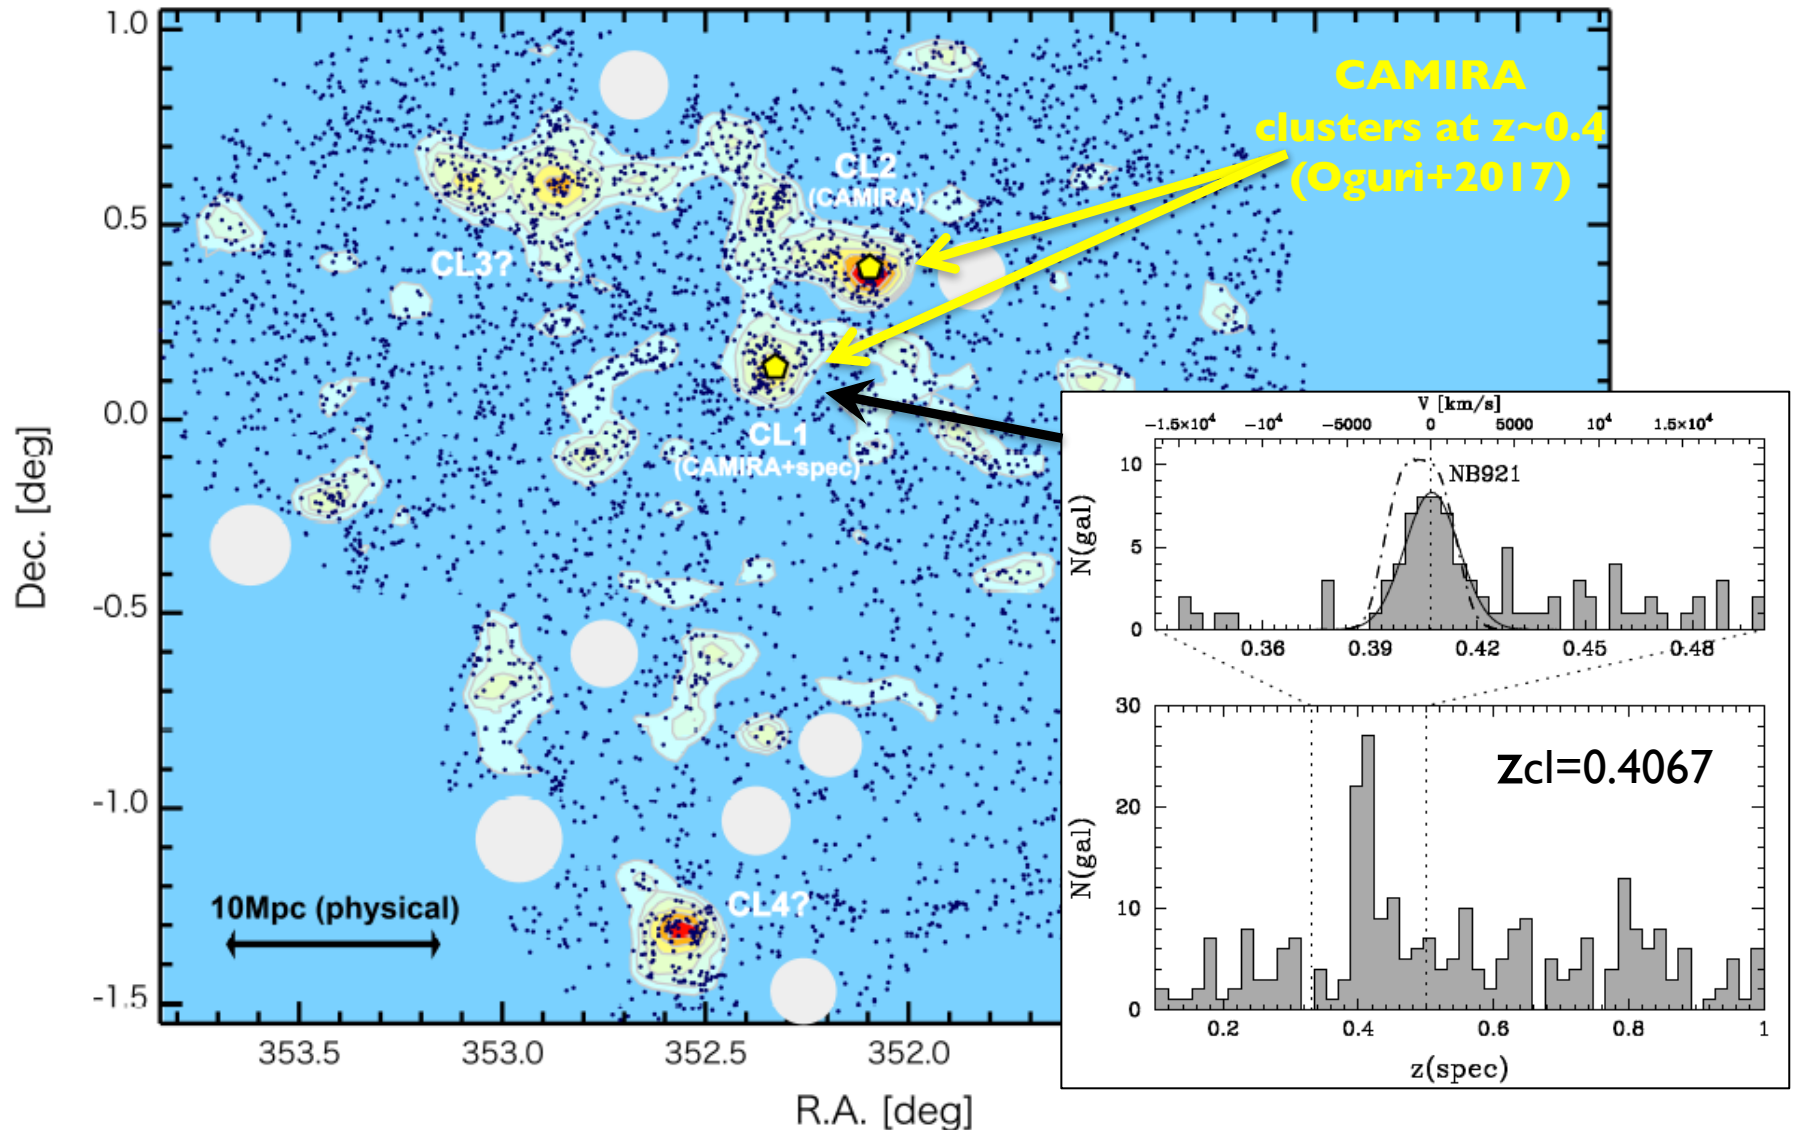 CAMIRA
clusters at z~0.4
(Oguri+2017)
CL2
(CAMIRA)
CL3?
CL1
(CAMIRA+spec)
CL4?
10Mpc (physical)
1.0
0.5
0.0
-0.5
-1.0
-1.5
Dec. [deg]
353.5 353.0 352.5 352.0
R.A. [deg]
V [km/s]
−1.5×10⁴ −10⁴ −5000 0 5000 10⁴ 1.5×10⁴
NB921
10
5
0
N(gal)
0.36 0.39 0.42 0.45 0.48
30
20
10
0
N(gal)
zcl=0.4067
0.2 0.4 0.6 0.8 1
z(spec)